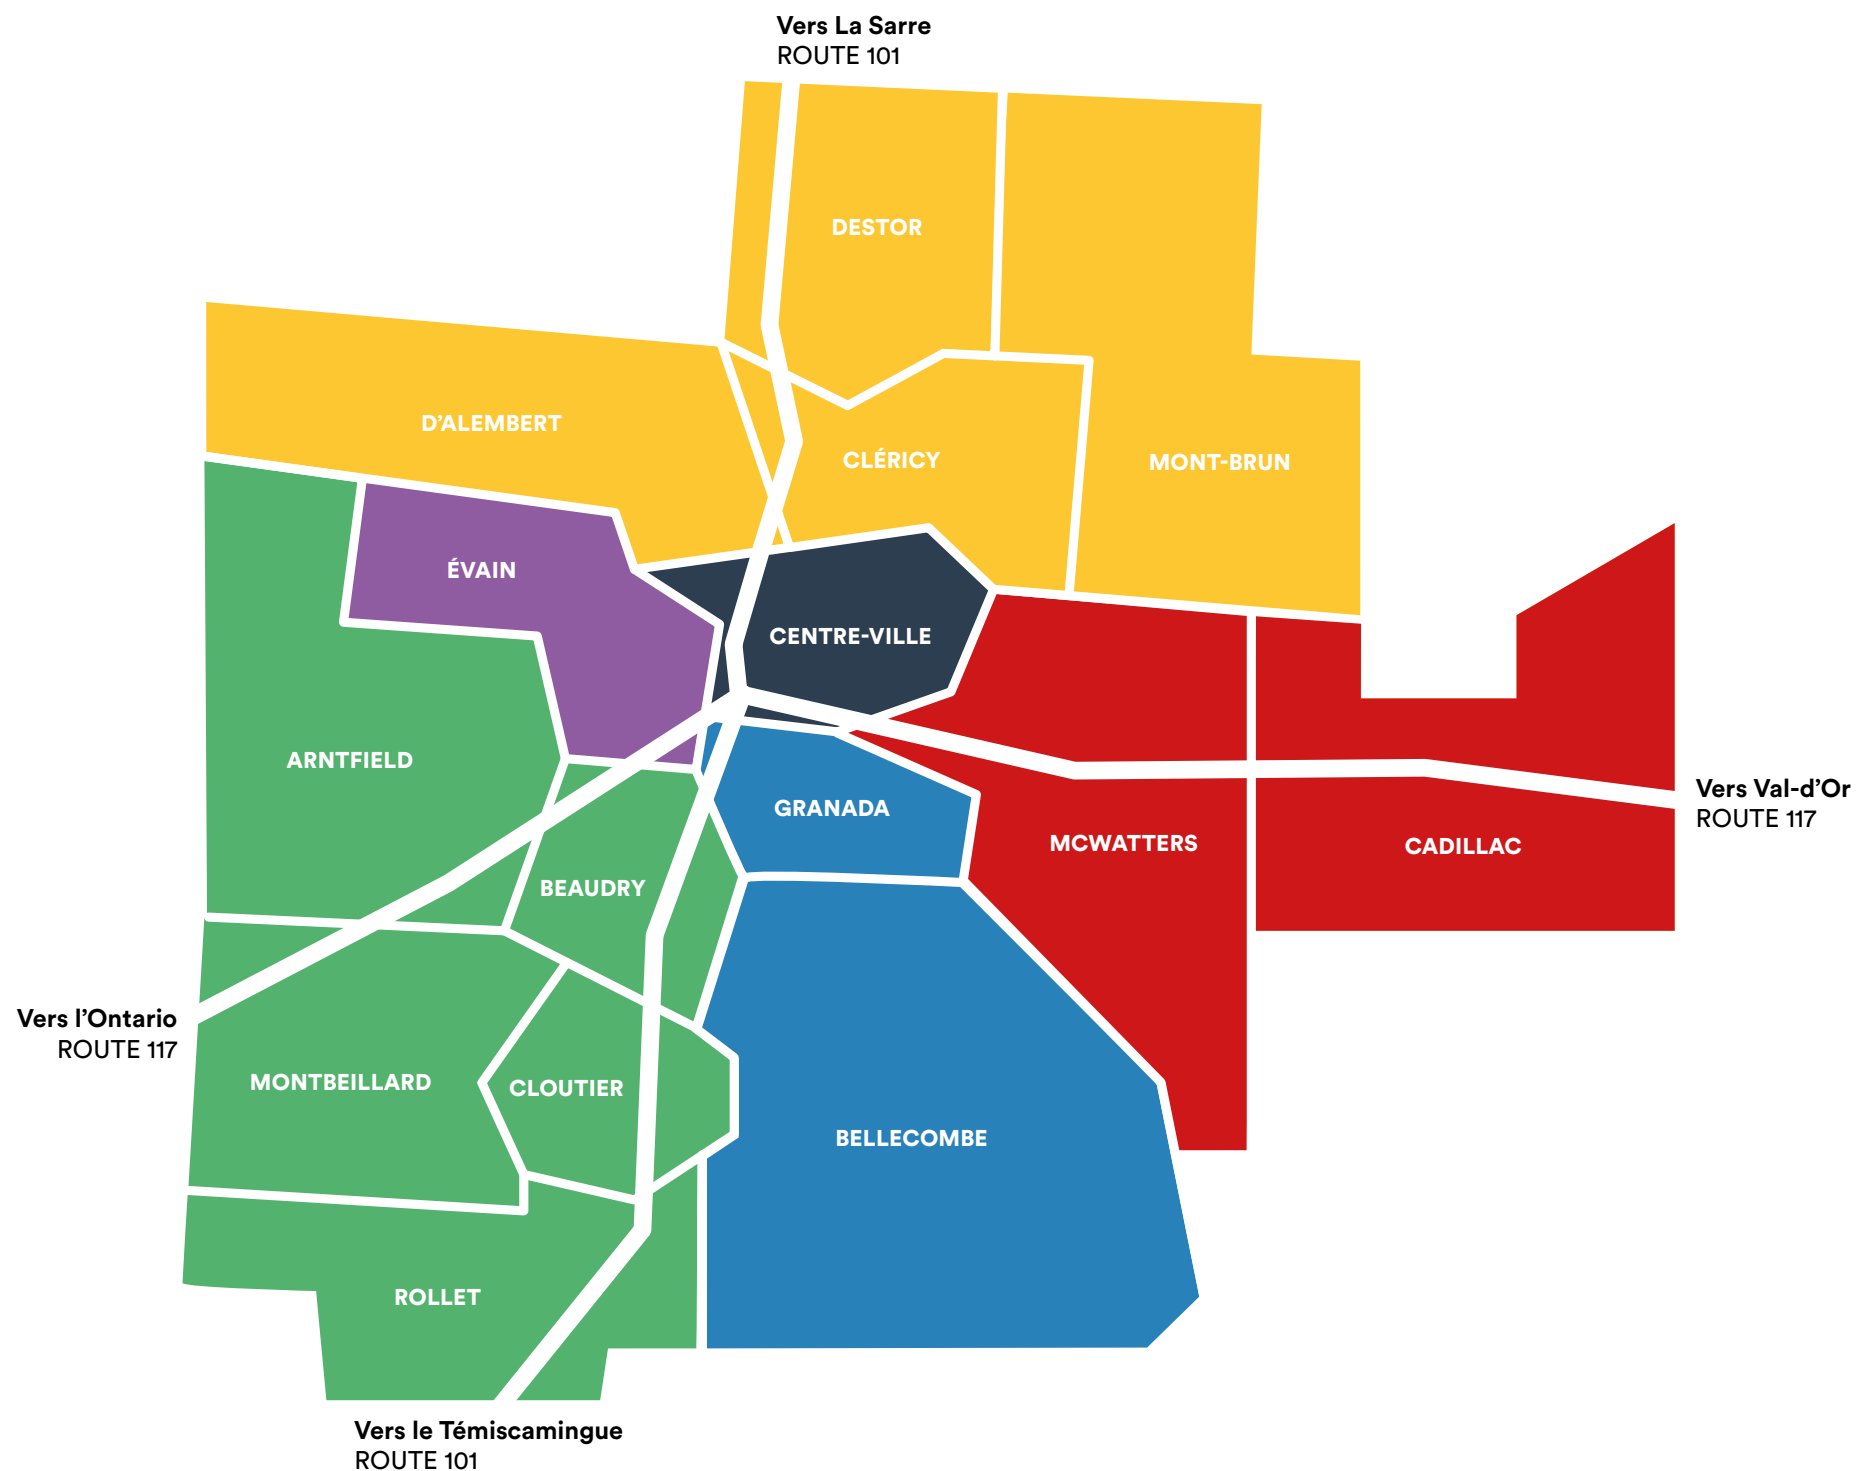 Vers La Sarre
ROUTE 101
DESTOR
D’ALEMBERT
CLÉRICY
MONT-BRUN
ÉVAIN
CENTRE-VILLE
ARNTFIELD
Vers Val-d’Or
ROUTE 117
GRANADA
MCWATTERS
CADILLAC
BEAUDRY
Vers l’Ontario
ROUTE 117
MONTBEILLARD
CLOUTIER
BELLECOMBE
ROLLET
Vers le Témiscamingue
ROUTE 101